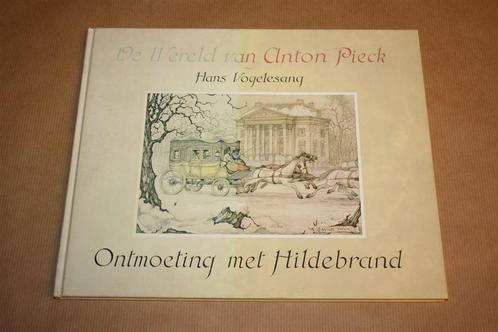 De Wereld van Anton Pieck
Hans Vogelesang
Ontmoeting met Hildebrand